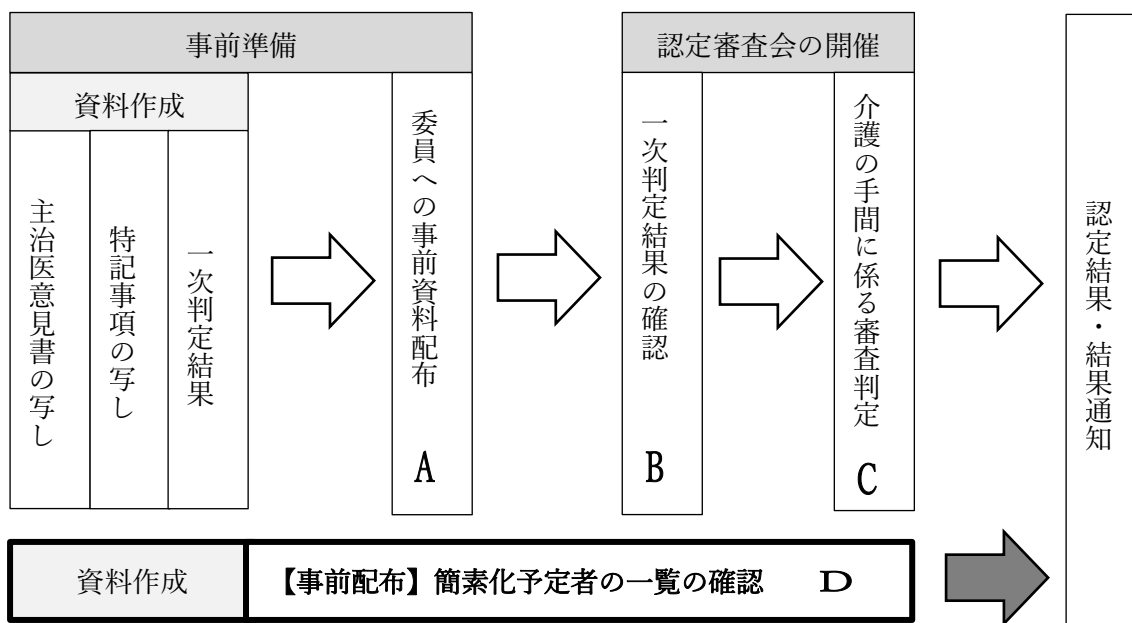 事前準備
資料作成
主治医意見書の写し
特記事項の写し
一次判定結果
委員への事前資料配布
A
認定審査会の開催
一次判定結果の確認
B
介護の手間に係る審査判定
C
認定結果・結果通知
資料作成
【事前配布】簡素化予定者の一覧の確認 D